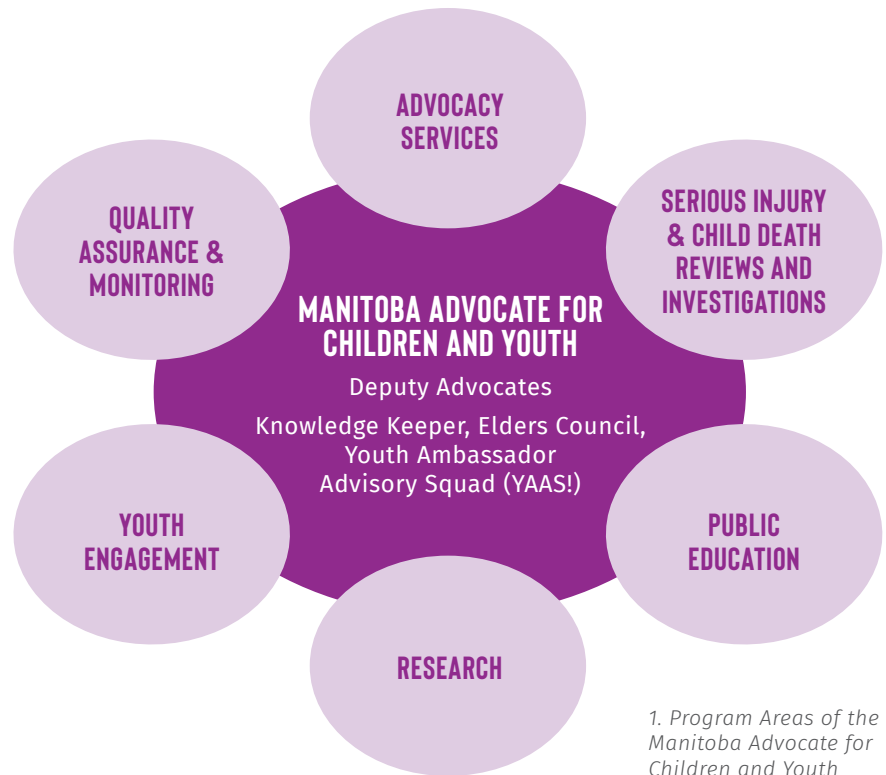 ADVOCACY
SERVICES
QUALITY
ASSURANCE &
MONITORING
SERIOUS INJURY
& CHILD DEATH
REVIEWS AND
INVESTIGATIONS
MANITOBA ADVOCATE FOR
CHILDREN AND YOUTH
Deputy Advocates
Knowledge Keeper, Elders Council,
Youth Ambassador
Advisory Squad (YAAS!)
YOUTH
ENGAGEMENT
PUBLIC
EDUCATION
RESEARCH
1. Program Areas of the
Manitoba Advocate for
Children and Youth